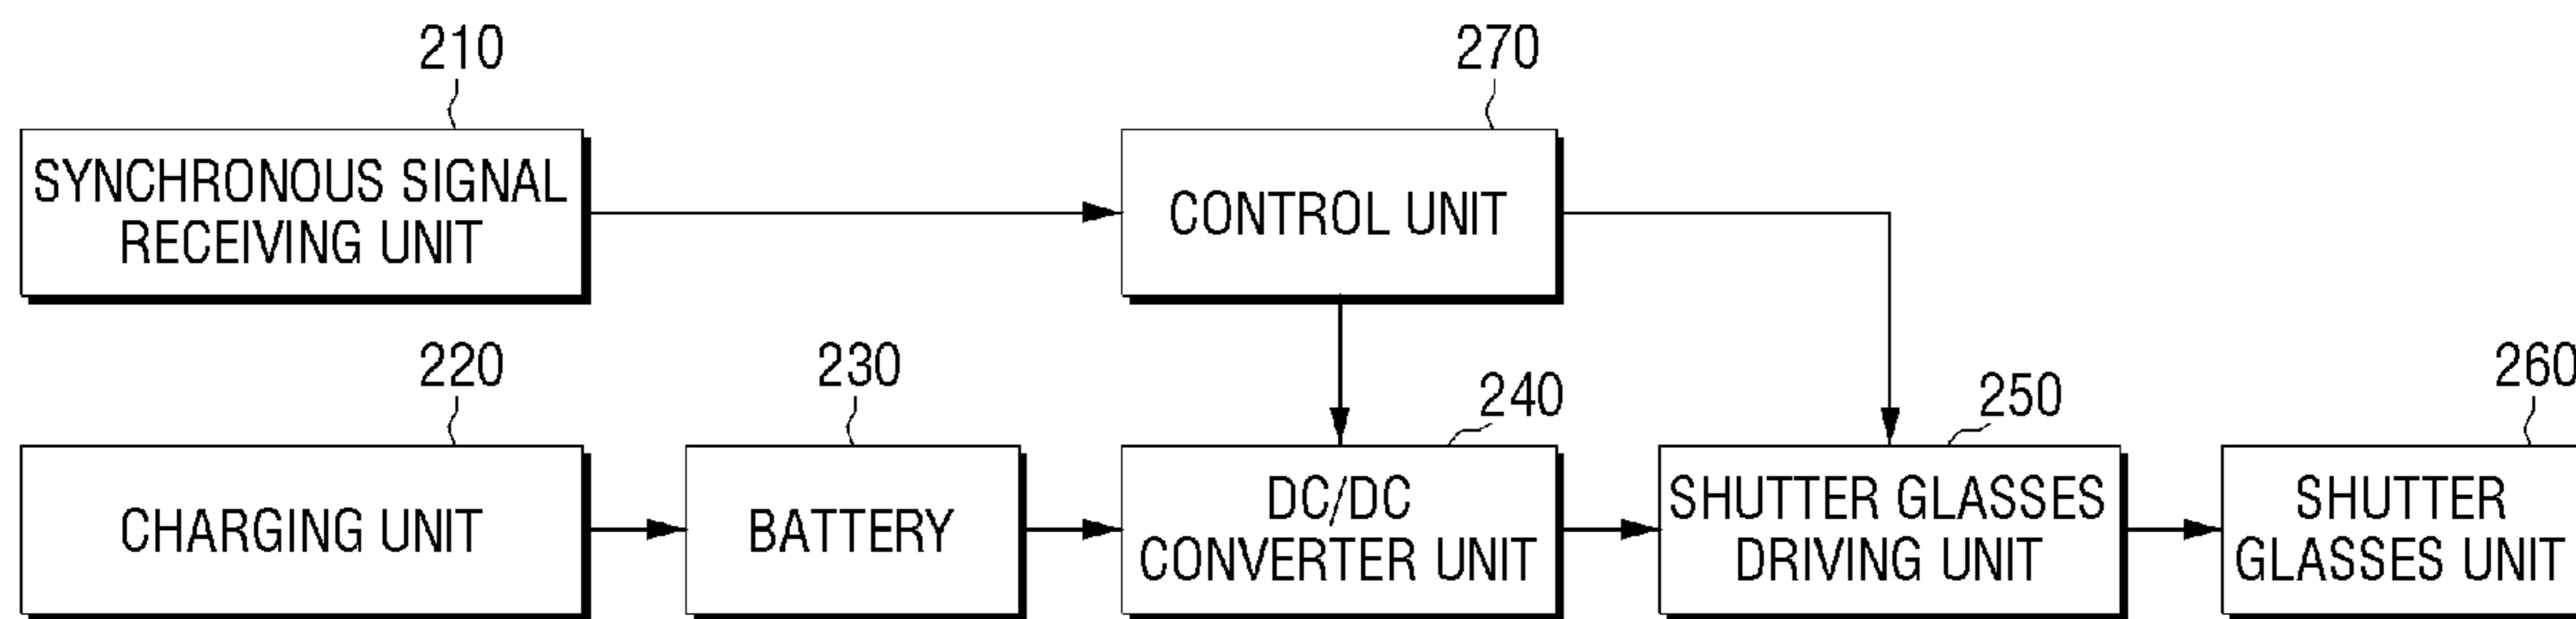 210
270
SYNCHRONOUS SIGNAL
RECEIVING UNIT
CONTROL UNIT
220
230
240
250
260
CHARGING UNIT
BATTERY
DC/DC
CONVERTER UNIT
SHUTTER GLASSES
DRIVING UNIT
SHUTTER
GLASSES UNIT